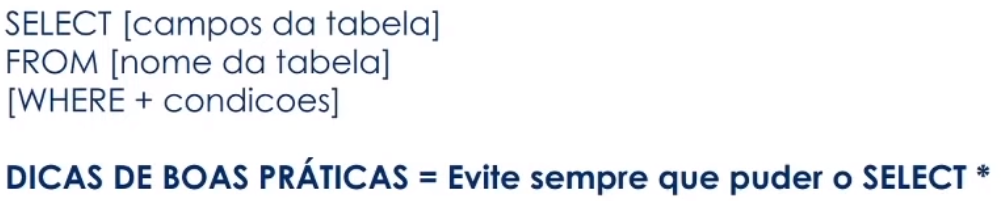 SELECT [campos da tabela]
FROM [nome da tabela]
[WHERE + condicoes]
DICAS DE BOAS PRÁTICAS = Evite sempre que puder o SELECT *